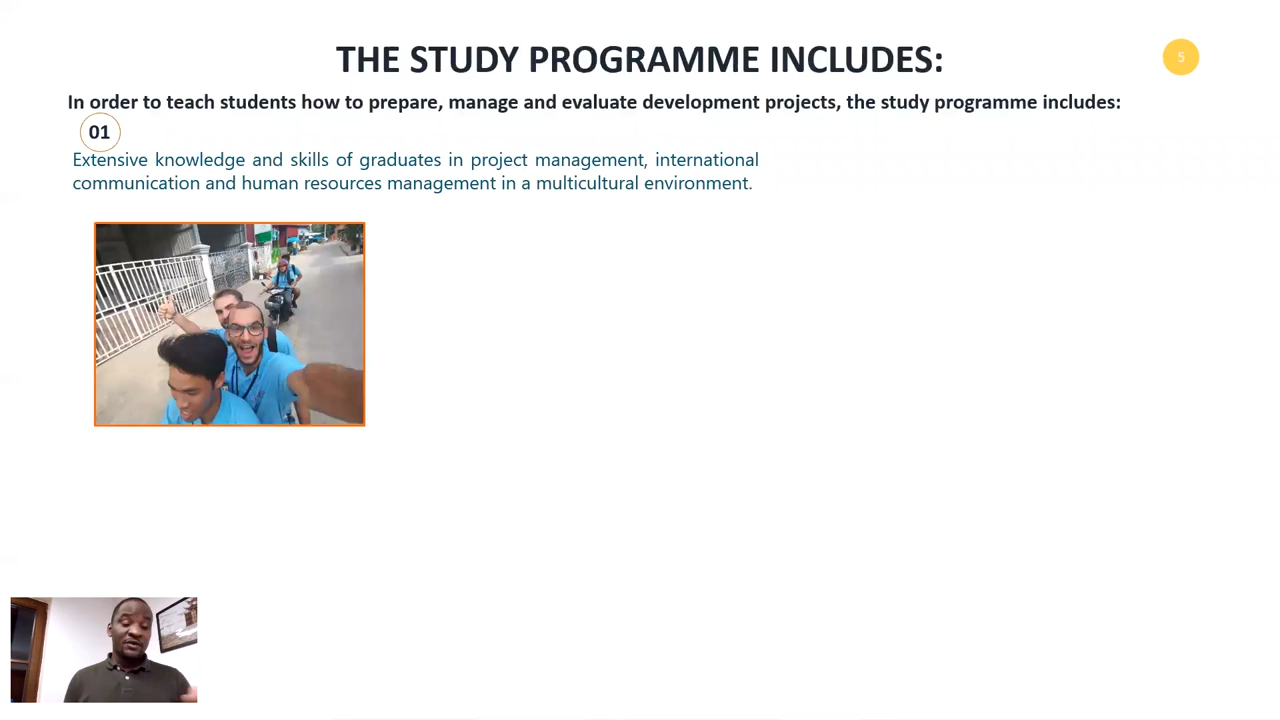 THE STUDY PROGRAMME INCLUDES:
5
In order to teach students how to prepare, manage and evaluate development projects, the study programme includes:
01
Extensive knowledge and skills of graduates in project management, international
communication and human resources management in a multicultural environment.